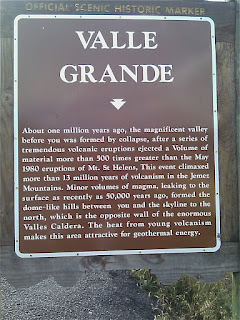 OFFICIAL SCENIC HISTORIC MARKER
VALLE
GRANDE
About one million years ago, the magnificent valley
before you was formed by collapse, after a series of
tremendous volcanic eruptions ejected a Volume of
material more than 500 times greater than the May
1980 eruptions of Mt. St Helens. This event climaxed
more than 13 million years of volcanism in the Jemez
Mountains. Minor volumes of magma, leaking to the
surface as recently as 50,000 years ago, formed the
dome-like hills between you and the skyline to the
north, which is the opposite wall of the enormous
Valles Caldera. The heat from young volcanism
makes this area attractive for geothermal energy.